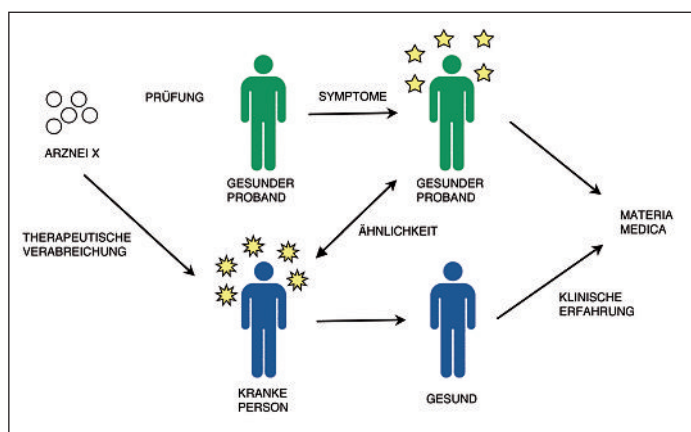 PRÜFUNG
SYMPTOME
ARZNEI X
GESUNDER
PROBAND
GESUNDER
PROBAND
MATERIA
MEDICA
THERAPEUTISCHE
VERABREICHUNG
ÄHNLICHKEIT
KLINISCHE
ERFAHRUNG
KRANKE
PERSON
GESUND